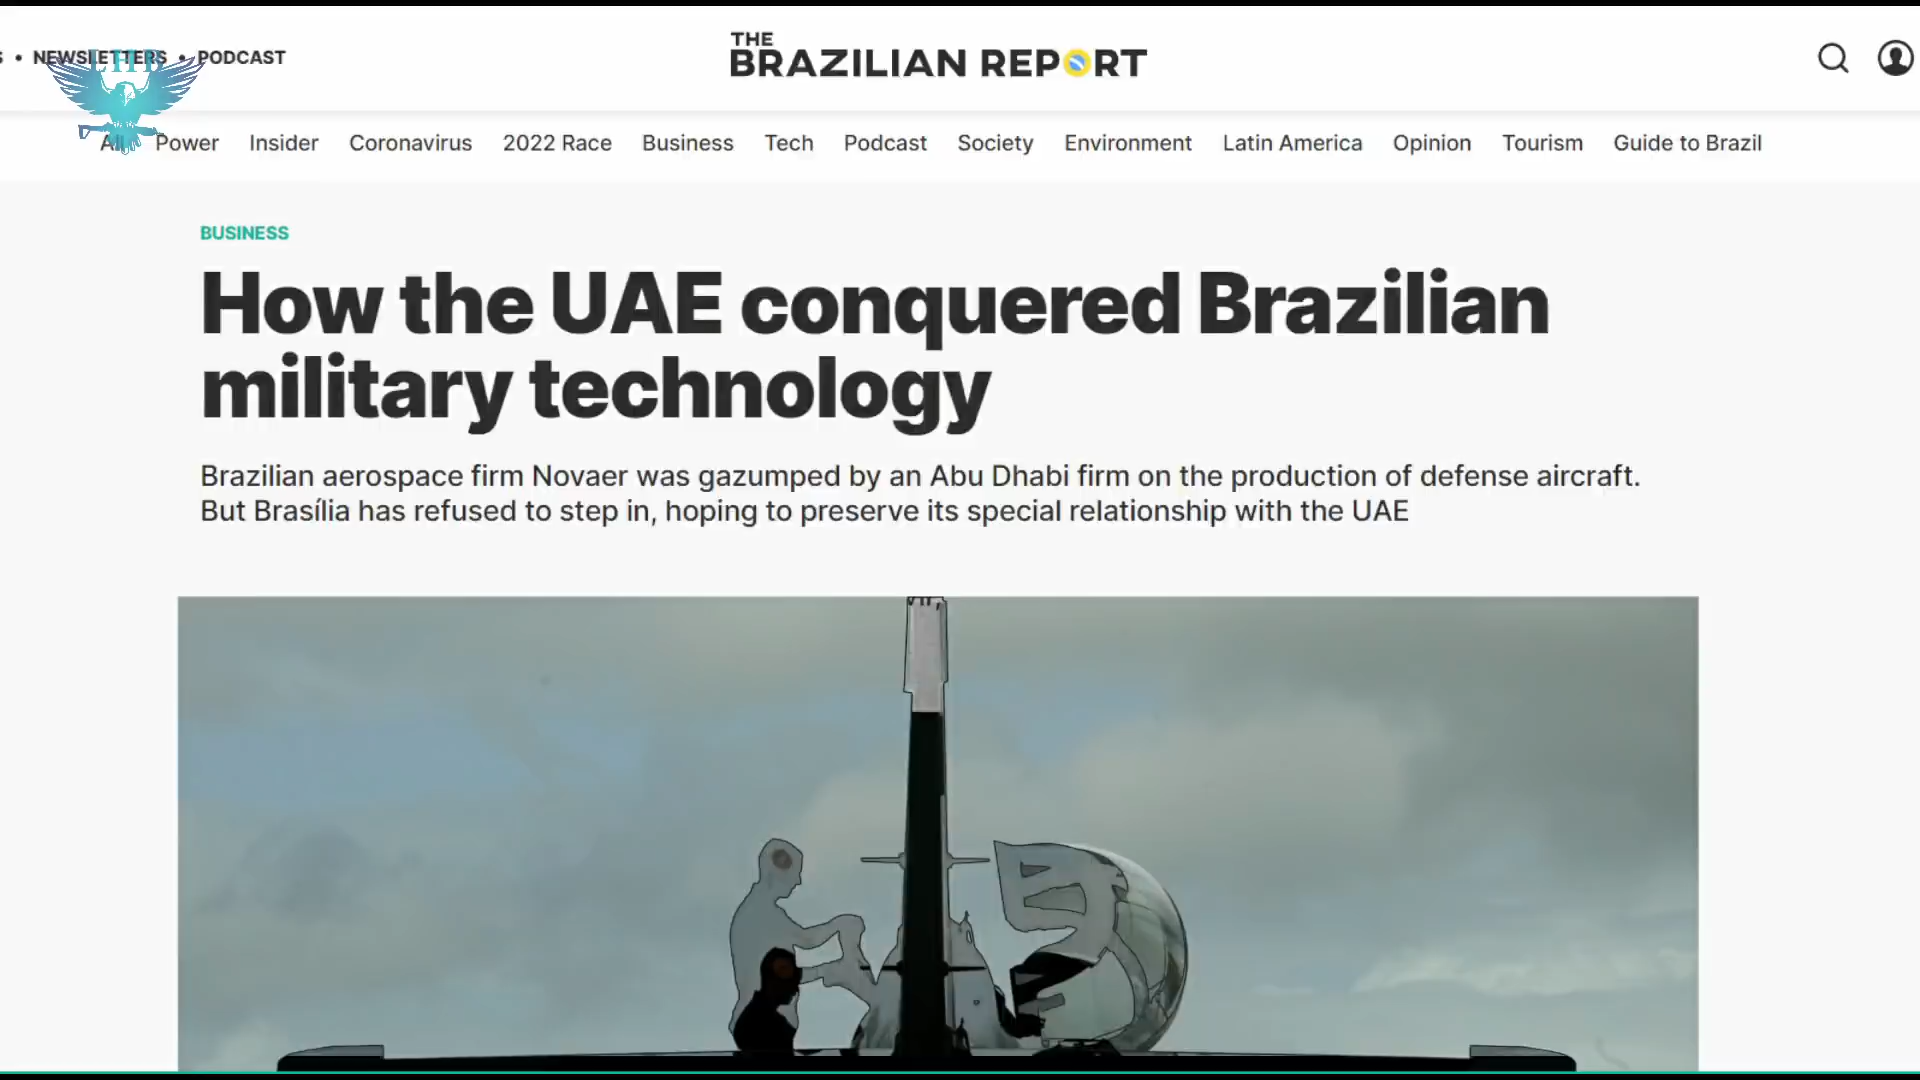 S • NEWSLETTERS • PODCAST
LHB
THE
BRAZILIAN REPORT
All Power Insider Coronavirus 2022 Race Business Tech Podcast Society Environment Latin America Opinion Tourism Guide to Brazil
BUSINESS
How the UAE conquered Brazilian
military technology
Brazilian aerospace firm Novaer was gazumped by an Abu Dhabi firm on the production of defense aircraft.
But Brasília has refused to step in, hoping to preserve its special relationship with the UAE